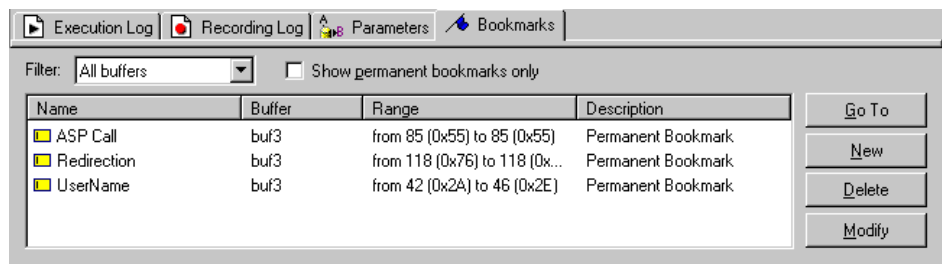 Execution Log Recording Log A B Parameters Bookmarks
Filter: All buffers Show permanent bookmarks only
Name Buffer Range Description Go To
ASP Call buf3 from 85 (0x55) to 85 (0x55) Permanent Bookmark
Redirection buf3 from 118 (0x76) to 118 (0x... Permanent Bookmark New
UserName buf3 from 42 (0x2A) to 46 (0x2E) Permanent Bookmark Delete
Modify